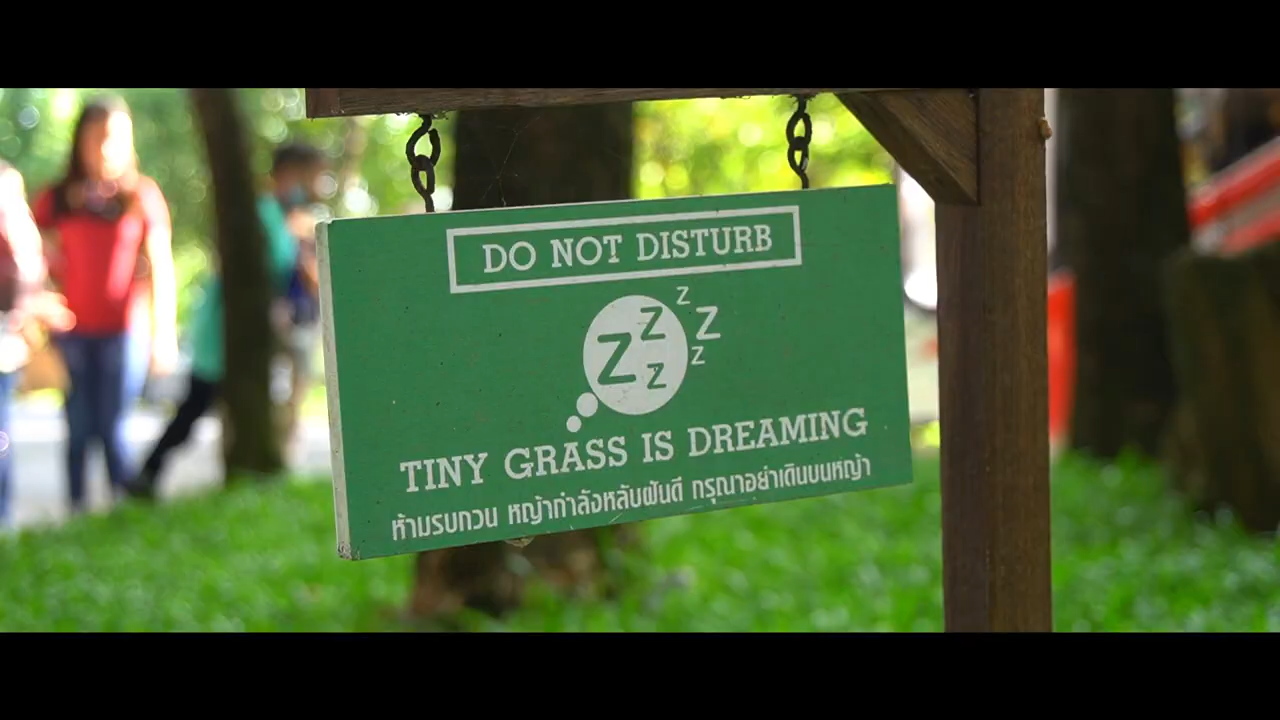 DO NOT DISTURB
z
Z Z
Z z
z
TINY GRASS IS DREAMING
ห้ามรบกวน หญ้ากำลังหลับฝันดี กรุณาอย่าเดินบนหญ้า